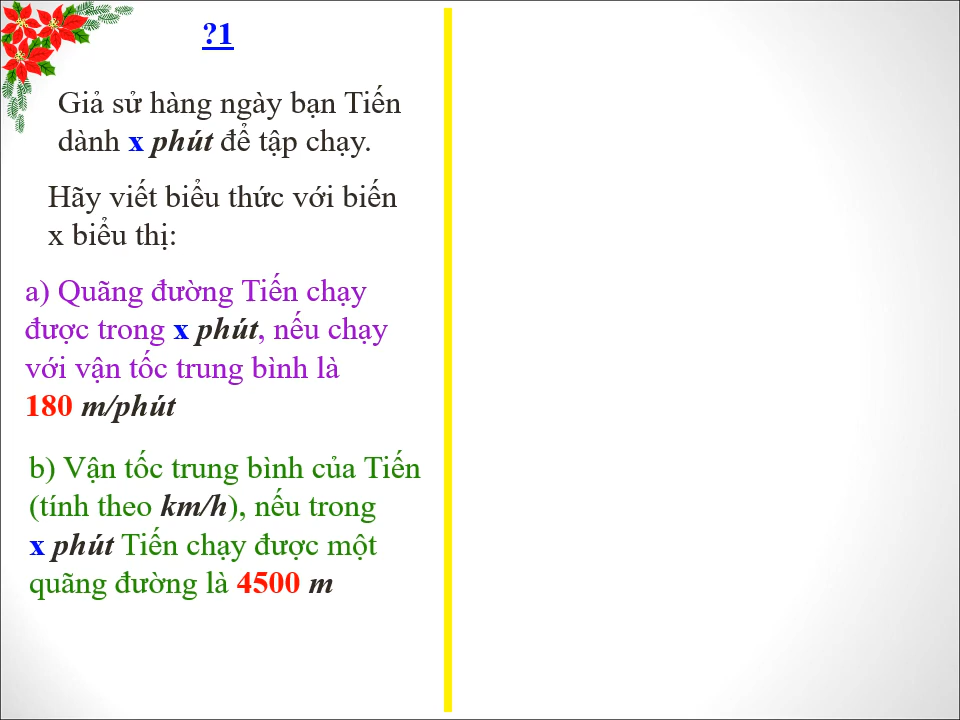 ?1
Giả sử hàng ngày bạn Tiến
dành x phút để tập chạy.
Hãy viết biểu thức với biến
x biểu thị:
a) Quãng đường Tiến chạy
được trong x phút, nếu chạy
với vận tốc trung bình là
180 m/phút
b) Vận tốc trung bình của Tiến
(tính theo km/h), nếu trong
x phút Tiến chạy được một
quãng đường là 4500 m